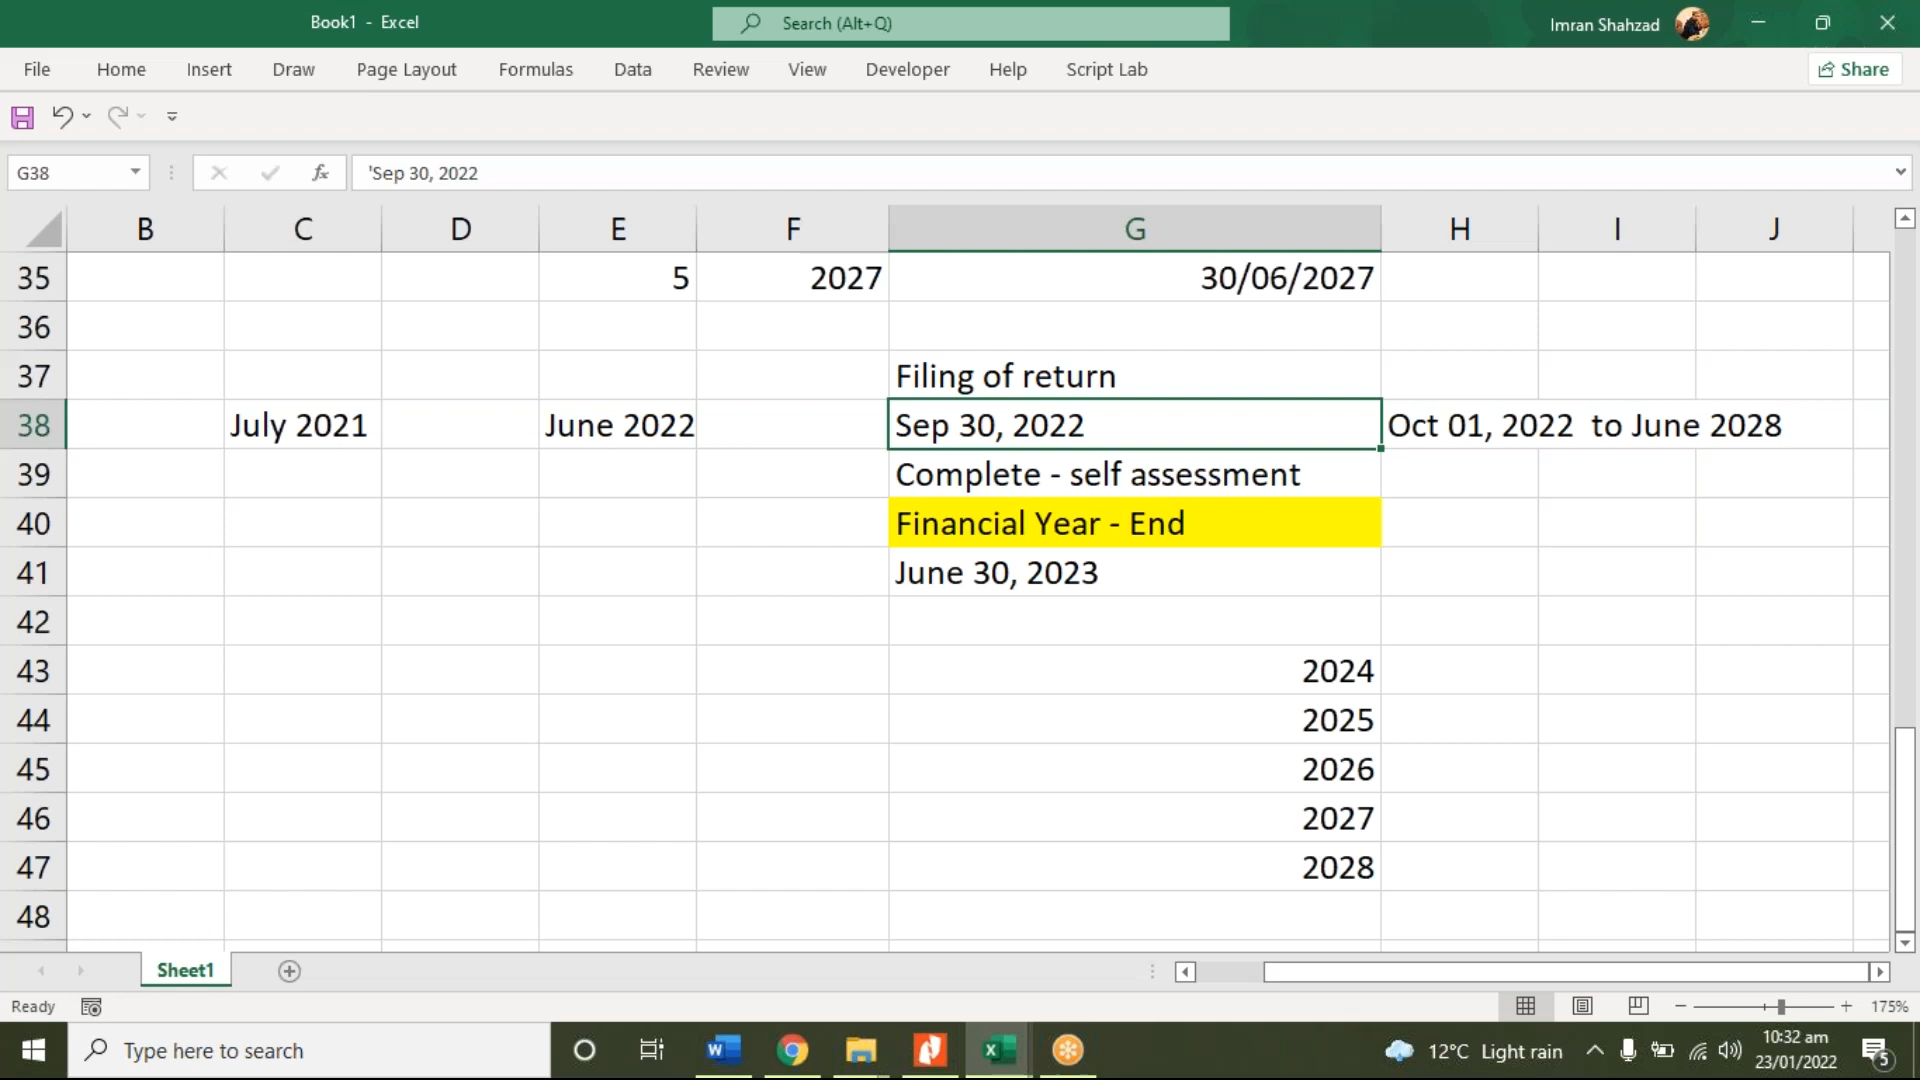 Book1 - Excel
Search (Alt+Q)
Imran Shahzad
File Home Insert Draw Page Layout Formulas Data Review View Developer Help Script Lab
Share
G38
fx
'Sep 30, 2022
B C D E F G H I J
35 5 2027 30/06/2027
36
37 Filing of return
38 July 2021 June 2022 Sep 30, 2022 Oct 01, 2022 to June 2028
39 Complete - self assessment
40 Financial Year - End
41 June 30, 2023
42
43 2024
44 2025
45 2026
46 2027
47 2028
48
Sheet1
Ready
175%
Type here to search
12°C Light rain
10:32 am
23/01/2022
5